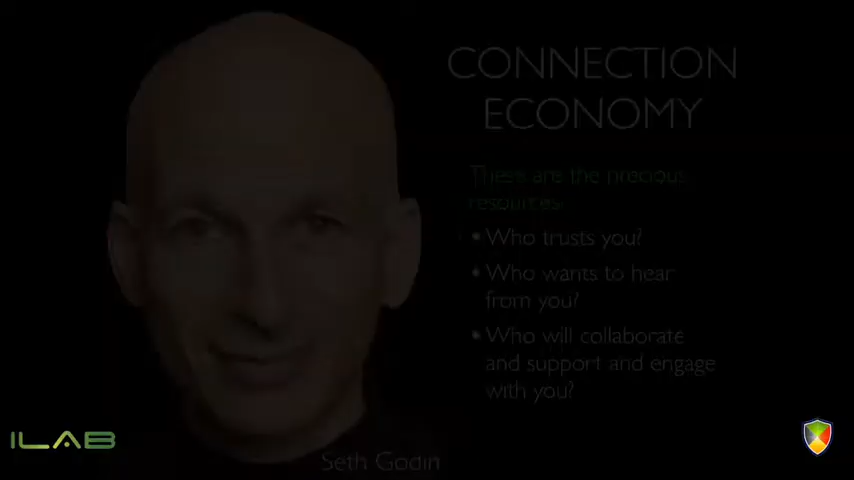 CONNECTION
ECONOMY
These are the precious
resources:
• Who trusts you?
• Who wants to hear
from you?
• Who will collaborate
and support and engage
with you?
ILAB
Seth Godin